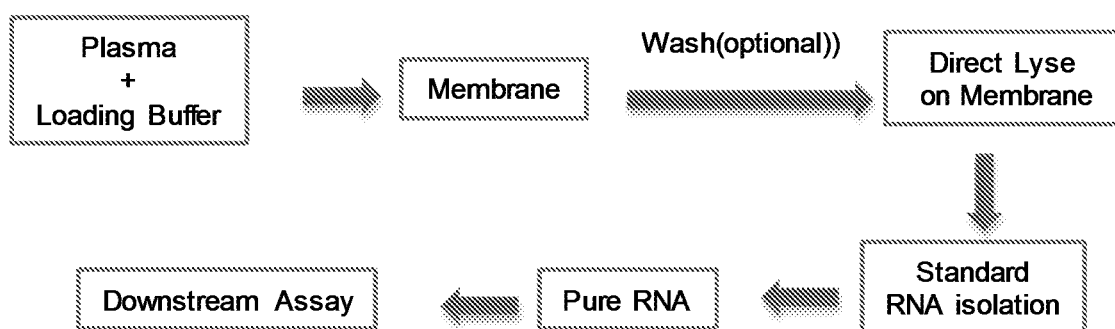 Plasma
+
Loading Buffer
Membrane
Wash(optional))
Direct Lyse
on Membrane
Standard
RNA isolation
Pure RNA
Downstream Assay